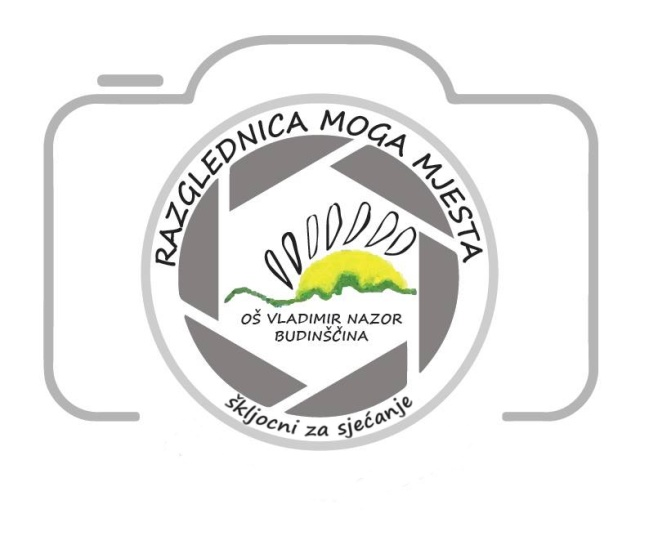 RAZGLEDNICA MOGA MJESTA
OŠ VLADIMIR NAZOR
BUDINŠČINA
škljocni za sjećanje